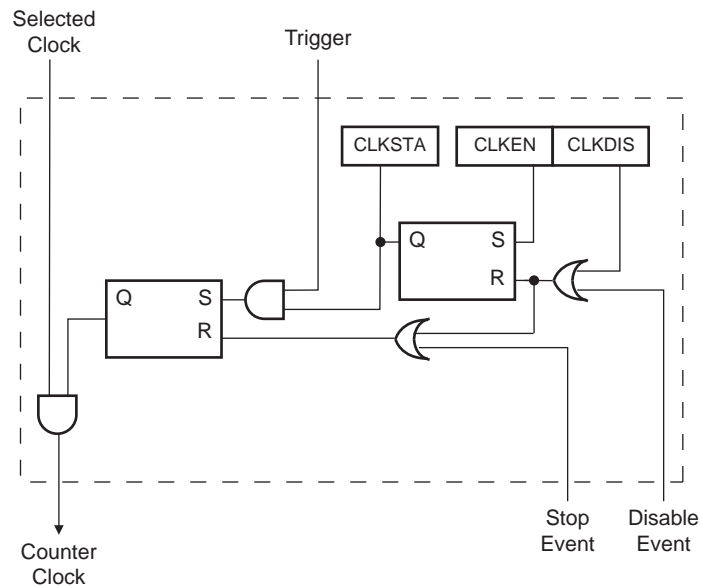 Selected
Clock
Trigger
CLKSTA
CLKEN
CLKDIS
Q
S
R
Q
S
R
Stop
Event
Disable
Event
Counter
Clock